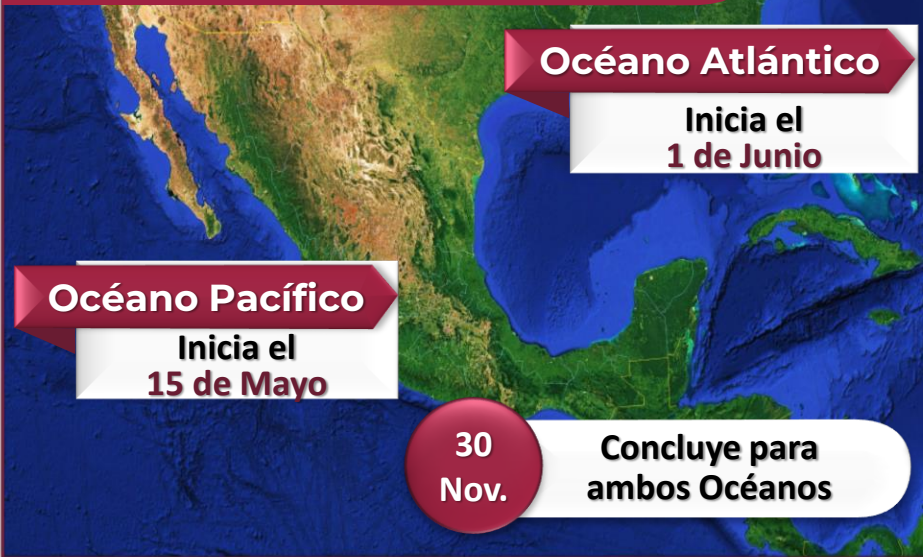 Océano Atlántico
Inicia el
1 de Junio
Océano Pacífico
Inicia el
15 de Mayo
30
Nov.
Concluye para
ambos Océanos